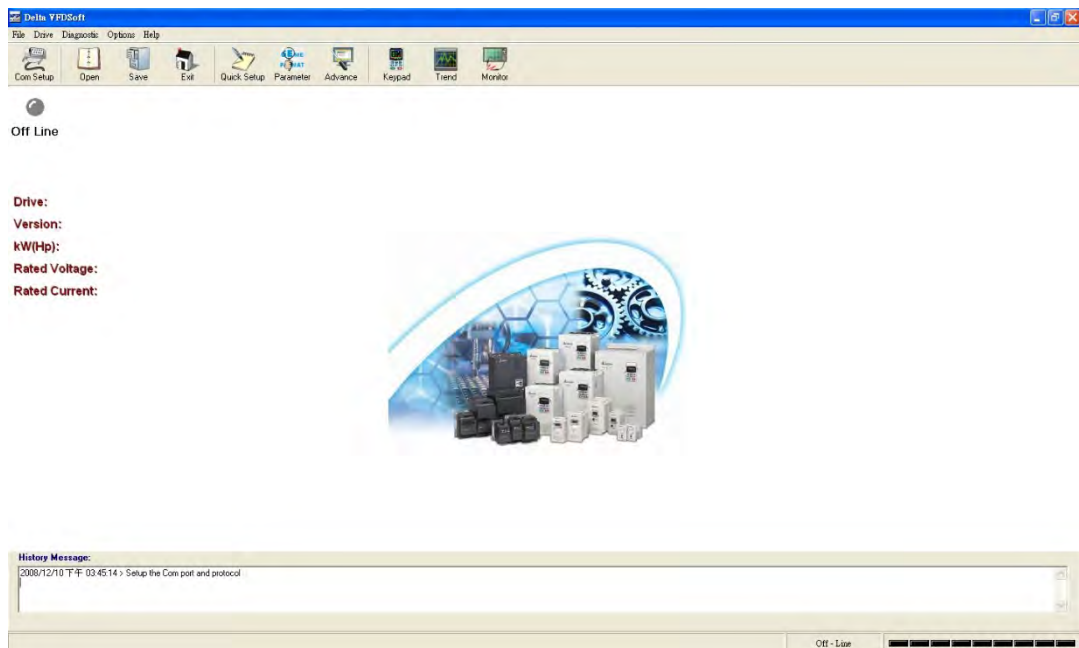 Delta VFDSoft
File Drive Diagnostic Options Help
Com Setup Open Save Exit Quick Setup Parameter Advance Keypad Trend Monitor
Off Line
Drive:
Version:
kW(Hp):
Rated Voltage:
Rated Current:
History Message:
2008/12/10 下午 03:45:14 > Setup the Com port and protocol
Off - Line